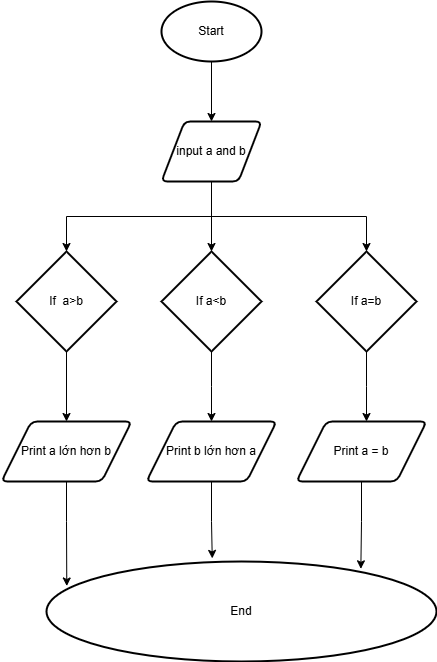 Start
input a and b
If a>b
If a<b
If a=b
Print a lớn hơn b
Print b lớn hơn a
Print a = b
End